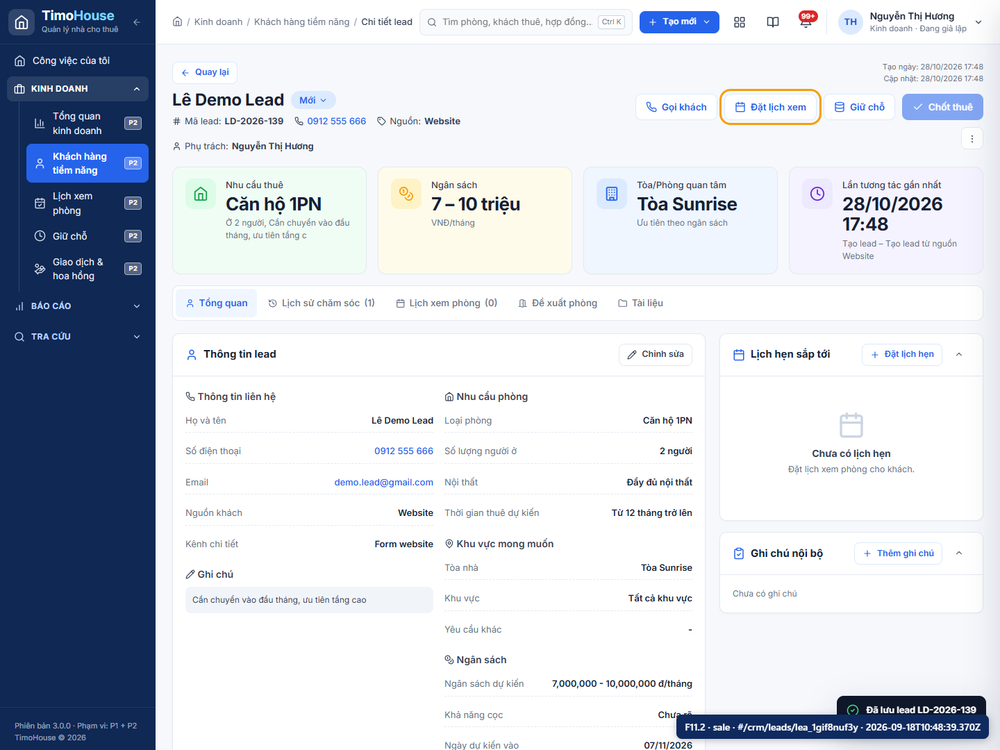 TimoHouse
Quản lý nhà cho thuê
Công việc của tôi
KINH DOANH
Tổng quan
kinh doanh
P2
Khách hàng
tiềm năng
P2
Lịch xem
phòng
P2
Giữ chỗ
P2
Giao dịch &
hoa hồng
P2
BÁO CÁO
TRA CỨU
Phiên bản 3.0.0 · Phạm vi: P1 + P2
TimoHouse © 2026
/ Kinh doanh / Khách hàng tiềm năng / Chi tiết lead
Tìm phòng, khách thuê, hợp đồng... Ctrl K
Tạo mới
99+
TH
Nguyễn Thị Hương
Kinh doanh · Đang giả lập
Quay lại
Tạo ngày: 28/10/2026 17:48
Cập nhật: 28/10/2026 17:48
Lê Demo Lead
Mới
Gọi khách
Đặt lịch xem
Giữ chỗ
Chốt thuê
Mã lead: LD-2026-139
0912 555 666
Nguồn: Website
Phụ trách: Nguyễn Thị Hương
Nhu cầu thuê
Căn hộ 1PN
Ở 2 người, Cần chuyển vào đầu
tháng, ưu tiên tầng c
Ngân sách
7 – 10 triệu
VNĐ/tháng
Tòa/Phòng quan tâm
Tòa Sunrise
Ưu tiên theo ngân sách
Lần tương tác gần nhất
28/10/2026
17:48
Tạo lead – Tạo lead từ nguồn
Website
Tổng quan
Lịch sử chăm sóc (1)
Lịch xem phòng (0)
Đề xuất phòng
Tài liệu
Thông tin lead
Chỉnh sửa
Thông tin liên hệ
Họ và tên Lê Demo Lead
Số điện thoại 0912 555 666
Email demo.lead@gmail.com
Nguồn khách Website
Kênh chi tiết Form website
Ghi chú
Cần chuyển vào đầu tháng, ưu tiên tầng cao
Nhu cầu phòng
Loại phòng Căn hộ 1PN
Số lượng người ở 2 người
Nội thất Đầy đủ nội thất
Thời gian thuê dự kiến Từ 12 tháng trở lên
Khu vực mong muốn
Tòa nhà Tòa Sunrise
Khu vực Tất cả khu vực
Yêu cầu khác -
Ngân sách
Ngân sách dự kiến 7,000,000 - 10,000,000 đ/tháng
Khả năng cọc Chưa rõ
Ngày dự kiến vào 07/11/2026
Lịch hẹn sắp tới
Đặt lịch hẹn
Chưa có lịch hẹn
Đặt lịch xem phòng cho khách.
Ghi chú nội bộ
Thêm ghi chú
Chưa có ghi chú
Đã lưu lead LD-2026-139
F11.2 · sale · #/crm/leads/lea_1gif8nuf3y · 2026-09-18T10:48:39.370Z